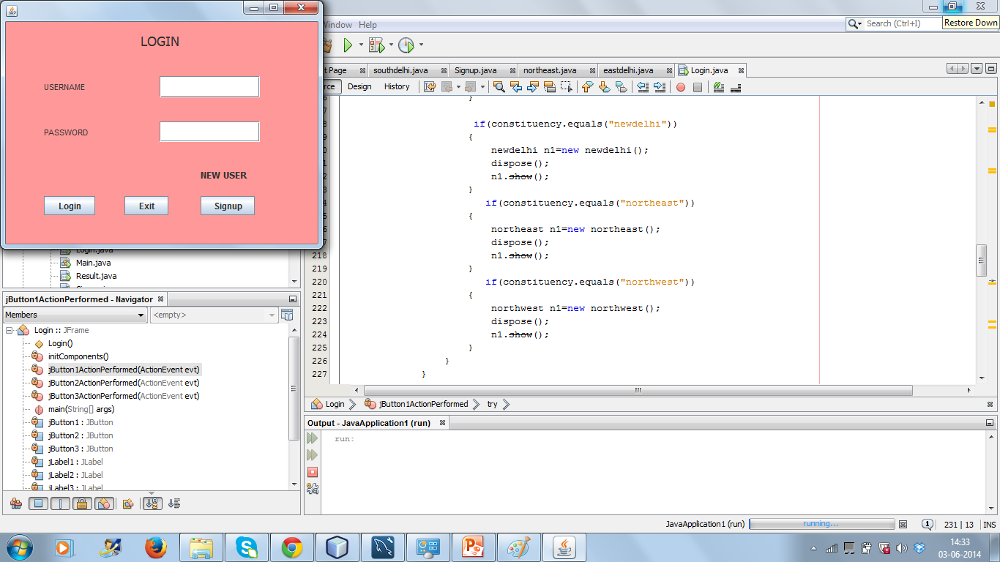 LOGIN
USERNAME
PASSWORD
NEW USER
Login Exit Signup
Window Help
Search (Ctrl+I)
Restore Down
Page southdelhi.java Signup.java northeast.java eastdelhi.java Login.java
Design History
}
if(constituency.equals("newdelhi"))
{
newdelhi n1=new newdelhi();
dispose();
n1.show();
}
if(constituency.equals("northeast"))
{
northeast n1=new northeast();
dispose();
218 n1.show();
219 }
220 if(constituency.equals("northwest"))
221 {
222 northwest n1=new northwest();
223 dispose();
224 n1.show();
225 }
226 }
227 }
Login jButton1ActionPerformed try
Login.java
Main.java
Result.java
jButton1ActionPerformed - Navigator
Members <empty>
Login :: JFrame
Login()
initComponents()
jButton1ActionPerformed(ActionEvent evt)
jButton2ActionPerformed(ActionEvent evt)
jButton3ActionPerformed(ActionEvent evt)
main(String[] args)
jButton1 : JButton
jButton2 : JButton
jButton3 : JButton
jLabel1 : JLabel
jLabel2 : JLabel
jLabel3 : JLabel
Output - JavaApplication1 (run)
run:
JavaApplication1 (run) running... 1 231 | 13 INS
14:33
03-06-2014